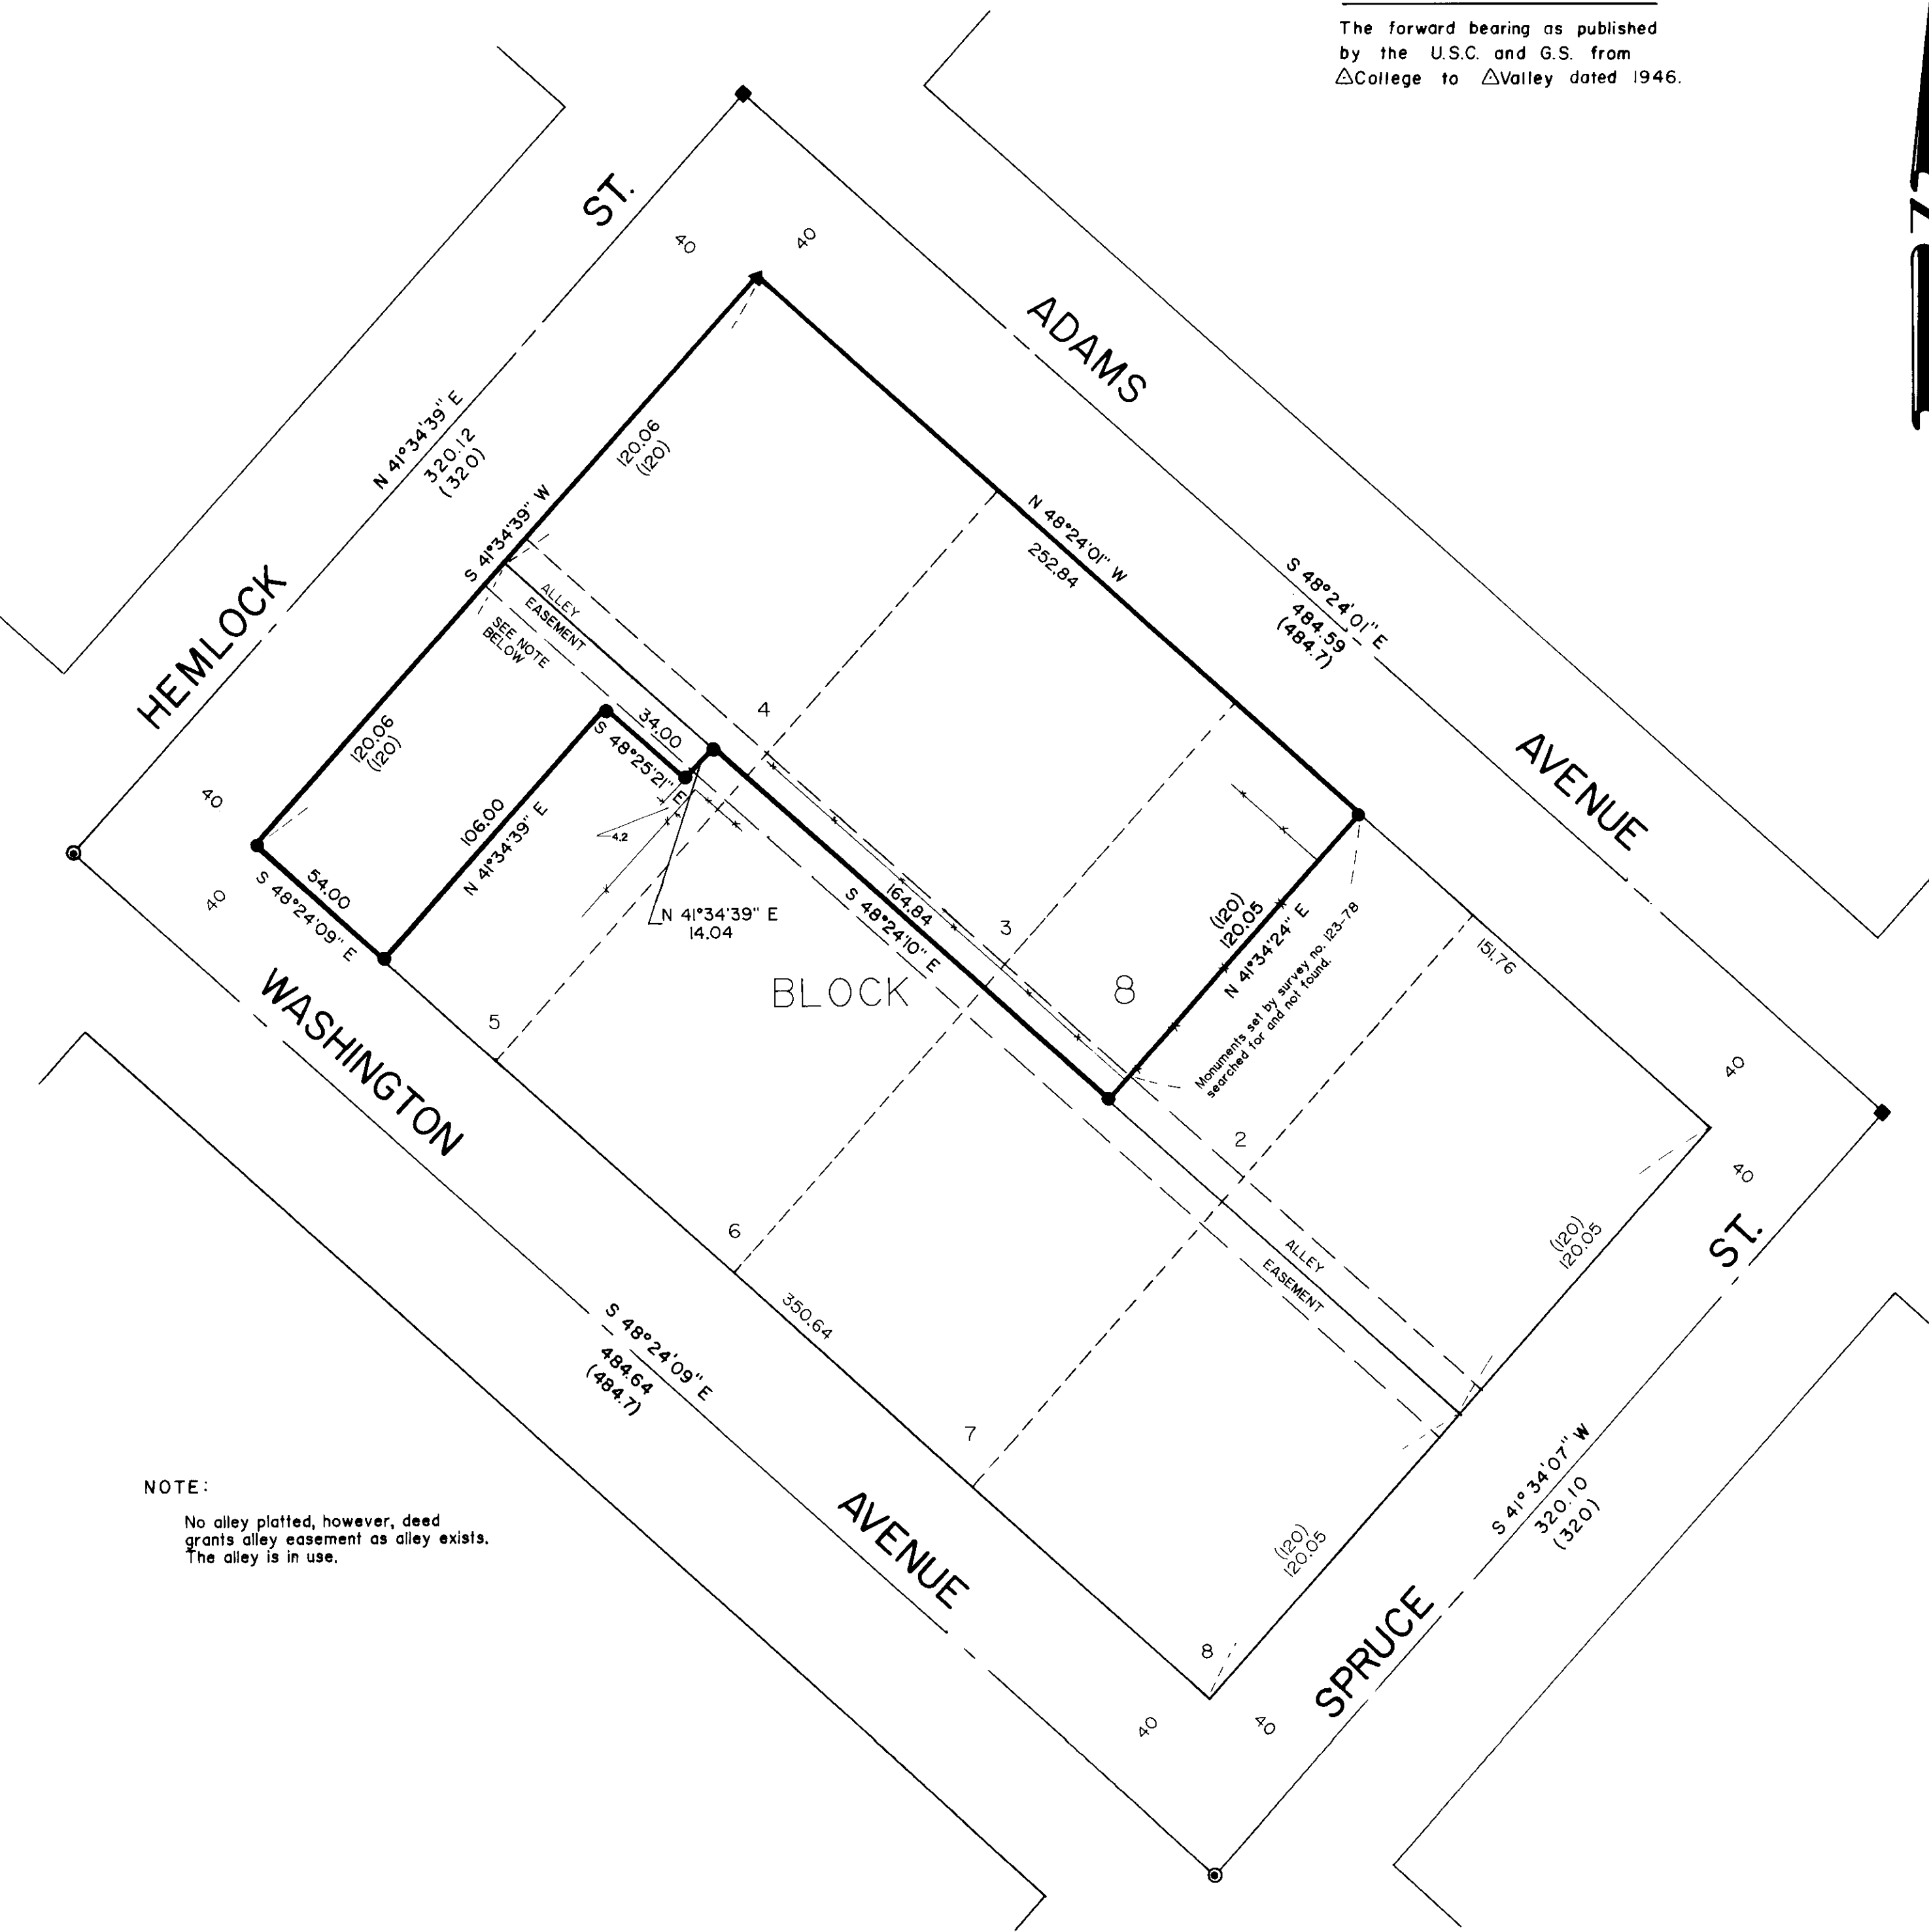 The forward bearing as published
by the U.S.C. and G.S. from
△College to △Valley dated 1946.
ST.
40
40
ADAMS
N 41°34'39" E
320.12
(320)
120.06
(120)
N 48°24'01" W
252.84
S 41°34'39" W
S 48°24'01" E
484.59
(484.7)
HEMLOCK
ALLEY
EASEMENT
SEE NOTE
BELOW
34.00
S 48°25'21" E
4
120.06
(120)
AVENUE
40
106.00
N 41°34'39" E
4.2
164.84
S 48°24'10" E
N 41°34'39" E
14.04
3
(120)
120.05
N 41°34'24" E
Monuments set by survey no. 123-78
searched for and not found.
151.76
40
54.00
S 48°24'09" E
BLOCK
8
5
WASHINGTON
40
2
40
6
ALLEY
EASEMENT
(120)
120.05
ST.
350.64
S 48°24'09" E
484.64
(484.7)
7
S 41°34'07" W
320.10
(320)
NOTE:
No alley platted, however, deed
grants alley easement as alley exists.
The alley is in use.
AVENUE
(120)
120.05
8
SPRUCE
40
40